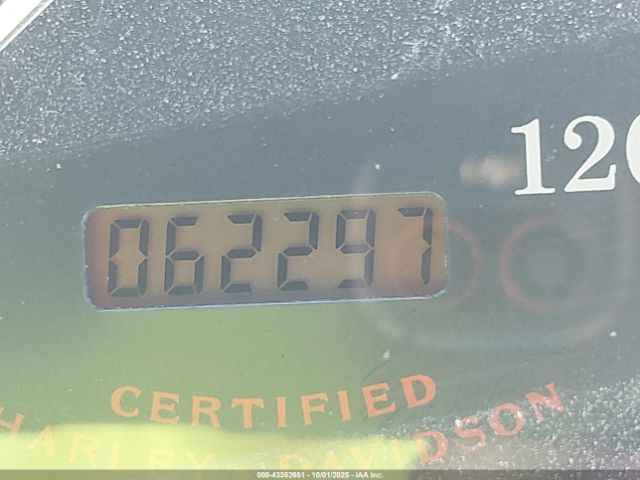 120
062297
CERTIFIED
HARLEY-DAVIDSON
000-43352651 - 10/01/2025 - IAA Inc.